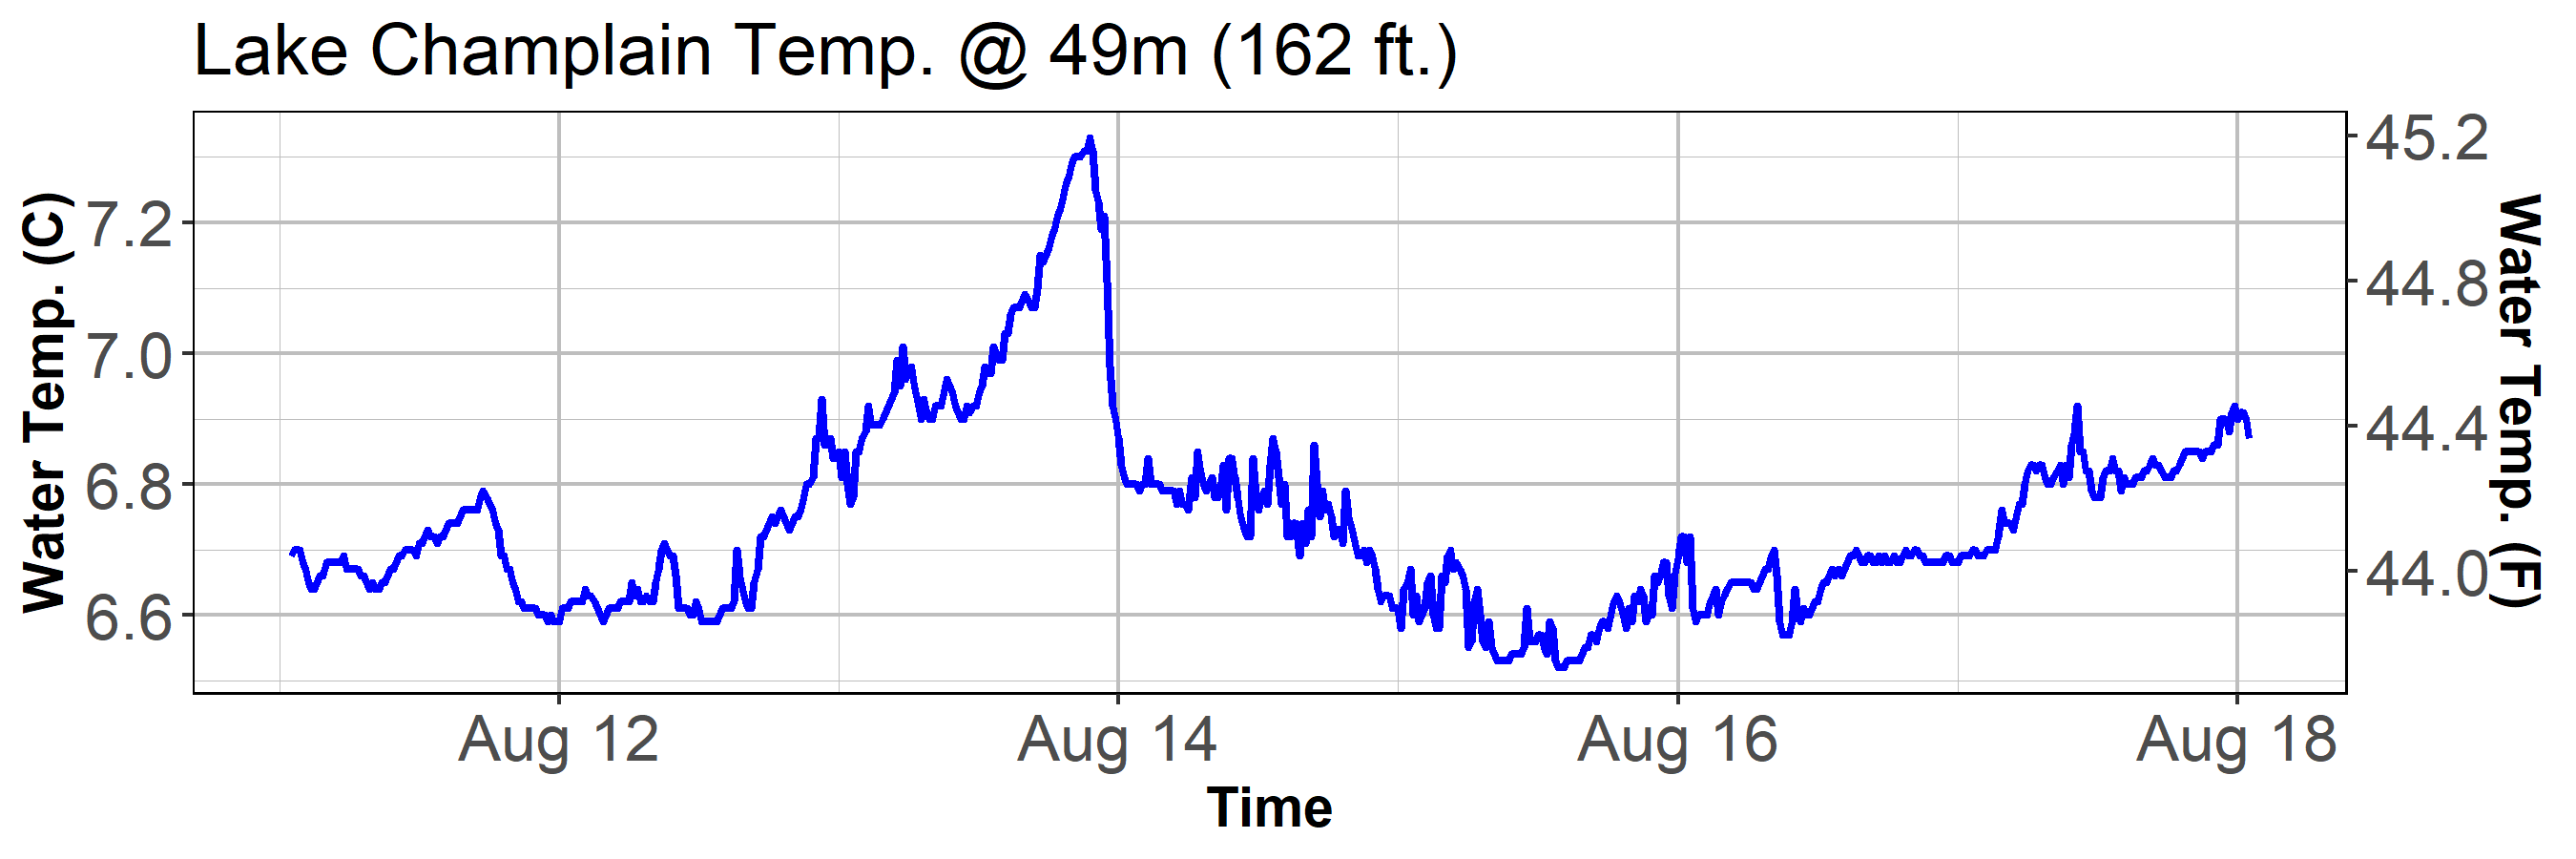 Lake Champlain Temp. @ 49m (162 ft.)
Water Temp. (C)
7.2
7.0
6.8
6.6
45.2
44.8
44.4
44.0
Water Temp. (F)
Aug 12
Aug 14
Aug 16
Aug 18
Time